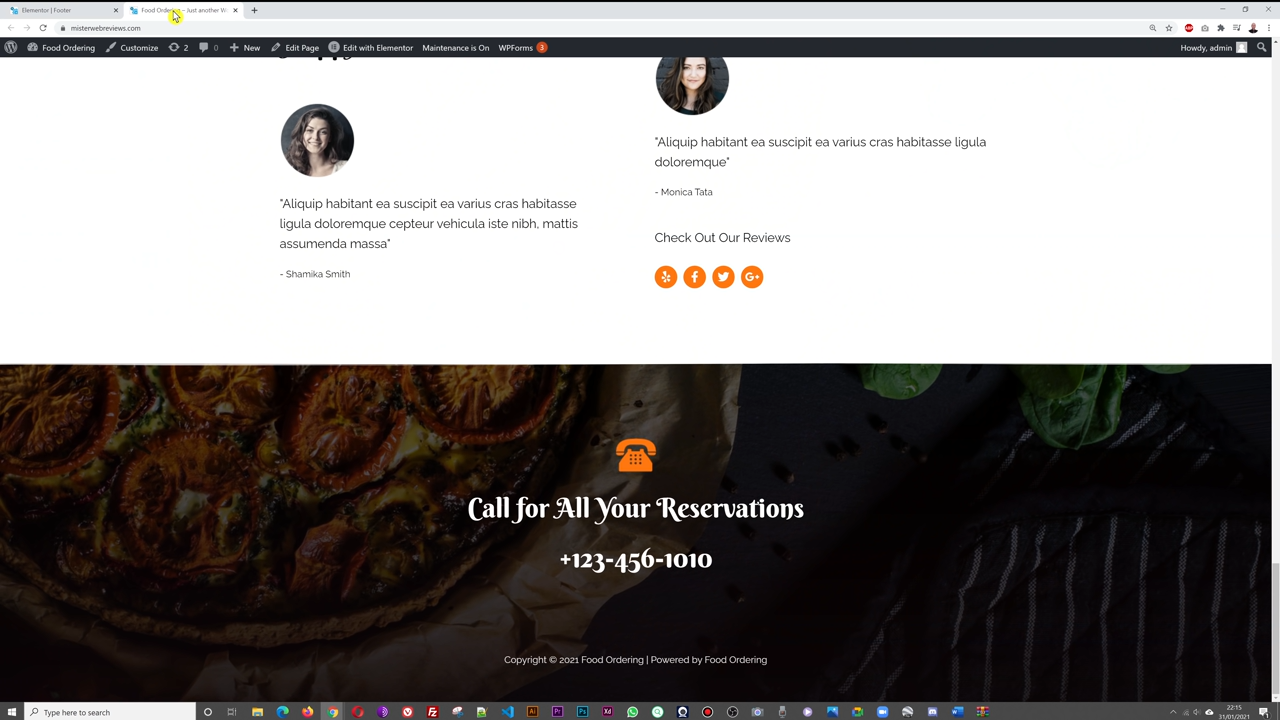 Elementor | Footer
Food Ordering – Just another W
misterwebreviews.com
Food Ordering
Customize
2
0
New
Edit Page
Edit with Elementor
Maintenance is On
WPForms 3
Howdy, admin
"Aliquip habitant ea suscipit ea varius cras habitasse
ligula doloremque cepteur vehicula iste nibh, mattis
assumenda massa"
- Shamika Smith
"Aliquip habitant ea suscipit ea varius cras habitasse ligula
doloremque"
- Monica Tata
Check Out Our Reviews
Call for All Your Reservations
+123-456-1010
Copyright © 2021 Food Ordering | Powered by Food Ordering
Type here to search
22:15
31/01/2021